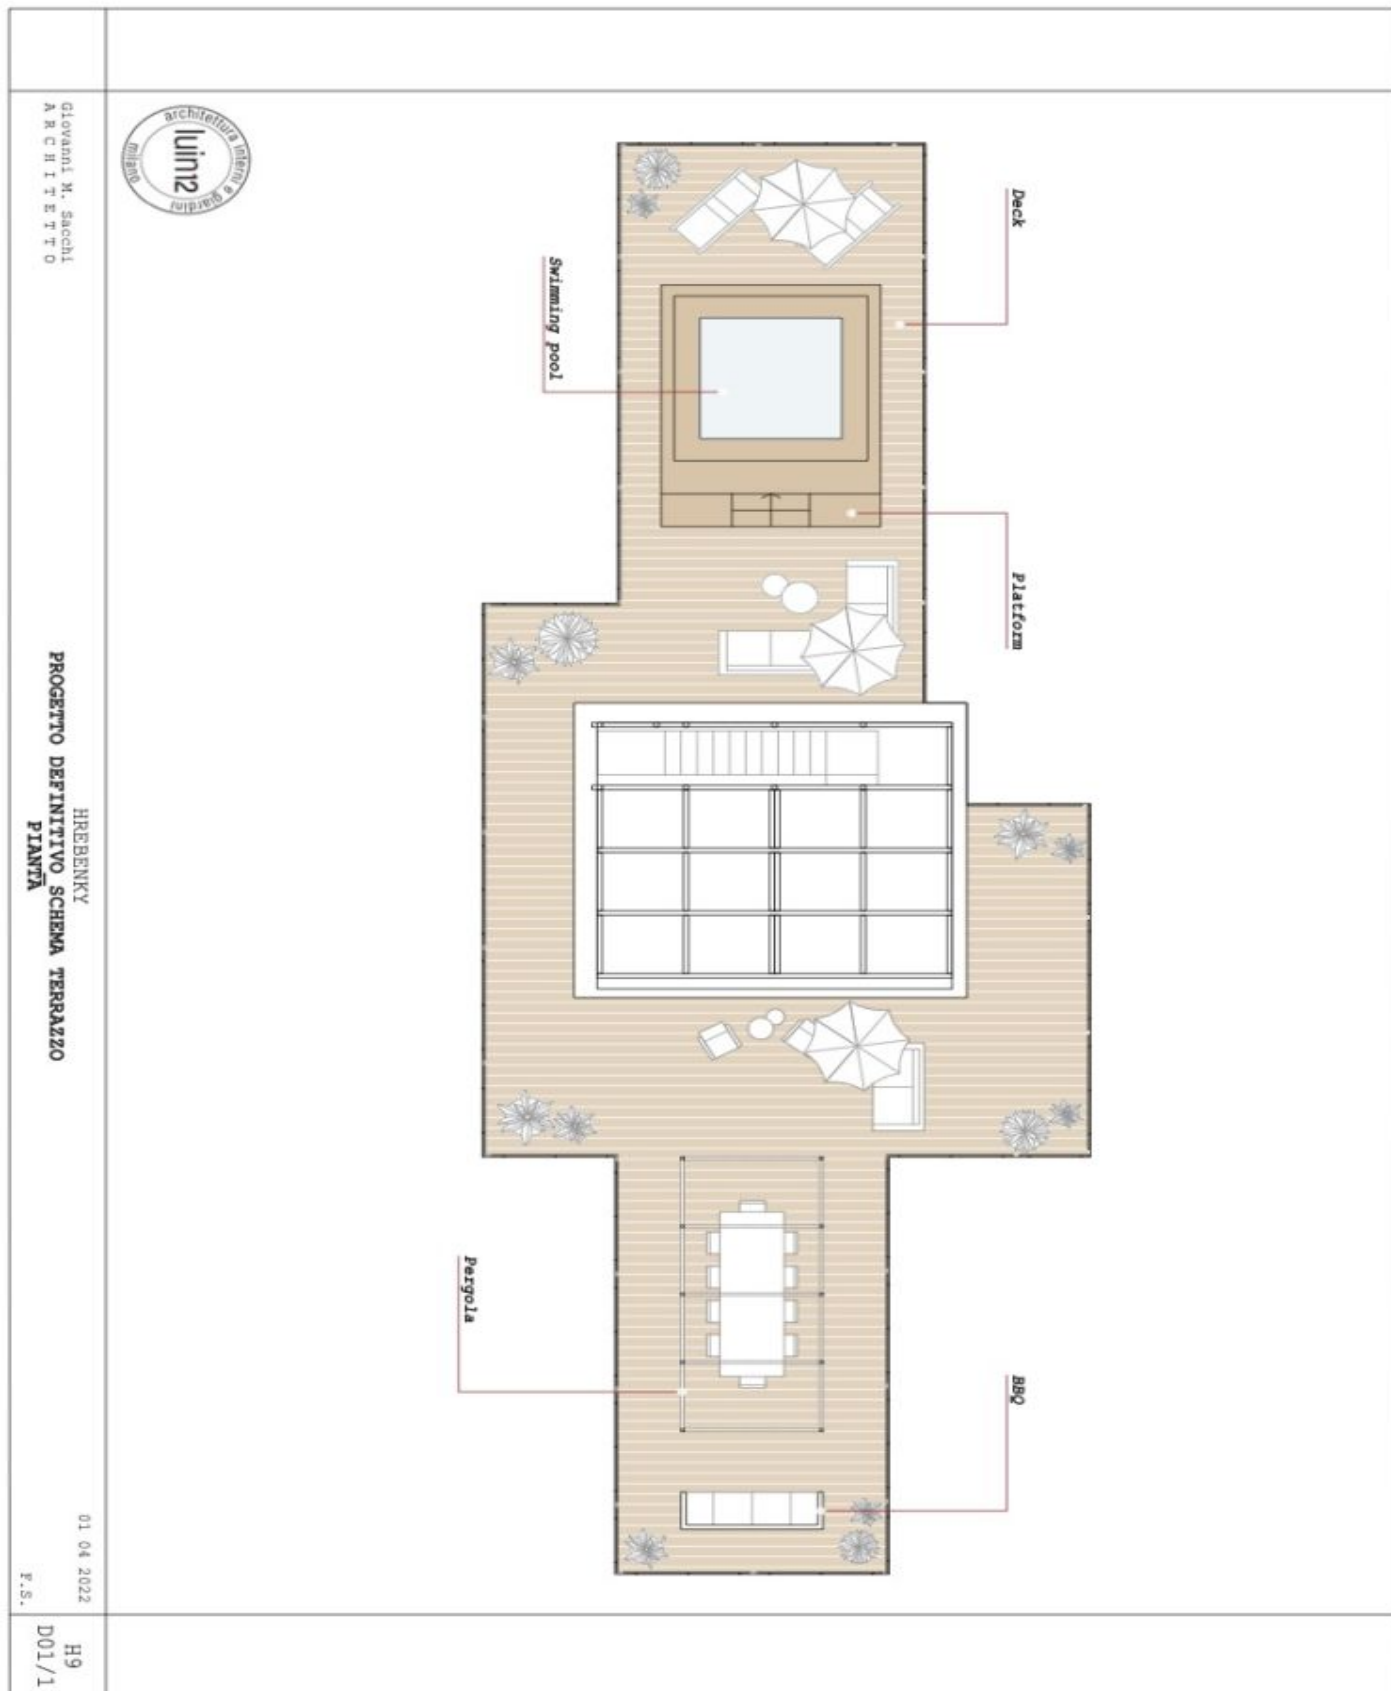 architettura interni e giardini
luin12
milano
Giovanni M. Sacchi
ARCHITETTO
Deck
Swimming pool
Platform
Pergola
BBQ
HREBENKY
PROGETTO DEFINITIVO SCHEMA TERRAZZO
PIANTA
01 04 2022
F.S.
H9
D01/1